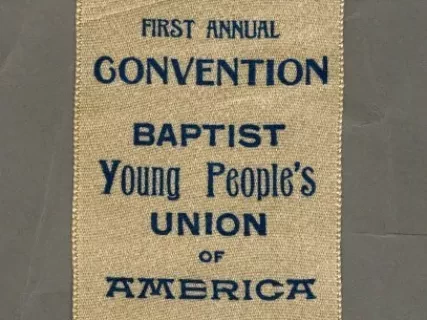 FIRST ANNUAL
CONVENTION
BAPTIST
Young People's
UNION
OF
AMERICA